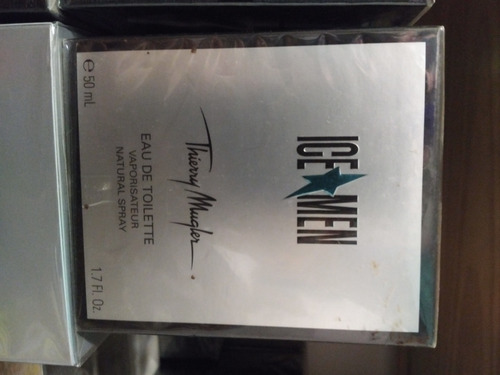 ICE★MEN
Thierry Mugler
EAU DE TOILETTE
VAPORISATEUR
NATURAL SPRAY
e 50 mL
1.7 Fl. Oz